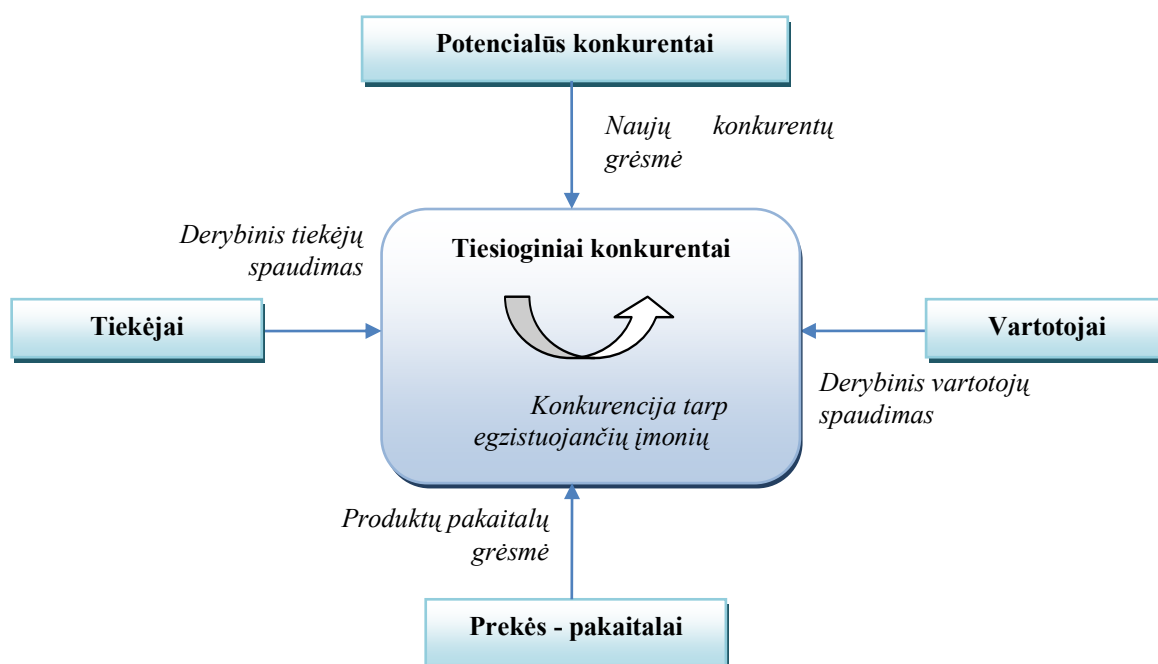 Potencialūs konkurentai
Naujų konkurentų
grėsmė
Derybinis tiekėjų
spaudimas
Tiesioginiai konkurentai
Tiekėjai
Vartotojai
Konkurencija tarp
egzistuojančių įmonių
Derybinis vartotojų
spaudimas
Produktų pakaitalų
grėsmė
Prekės - pakaitalai